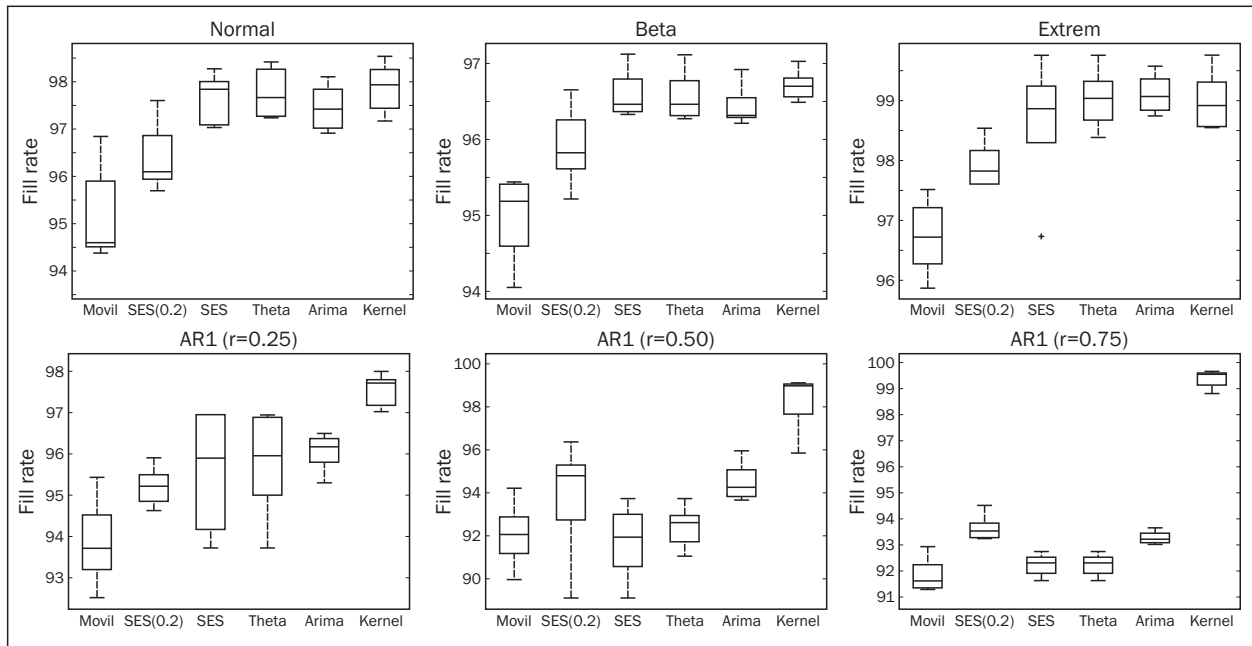 Normal
Fill rate
98
97
96
95
94
Movil SES(0.2) SES Theta Arima Kernel
Beta
Fill rate
97
96
95
94
Movil SES(0.2) SES Theta Arima Kernel
Extrem
Fill rate
99
98
97
96
Movil SES(0.2) SES Theta Arima Kernel
AR1 (r=0.25)
Fill rate
98
97
96
95
94
93
Movil SES(0.2) SES Theta Arima Kernel
AR1 (r=0.50)
Fill rate
100
98
96
94
92
90
Movil SES(0.2) SES Theta Arima Kernel
AR1 (r=0.75)
Fill rate
100
99
96
97
96
95
94
93
92
91
Movil SES(0.2) SES Theta Arima Kernel